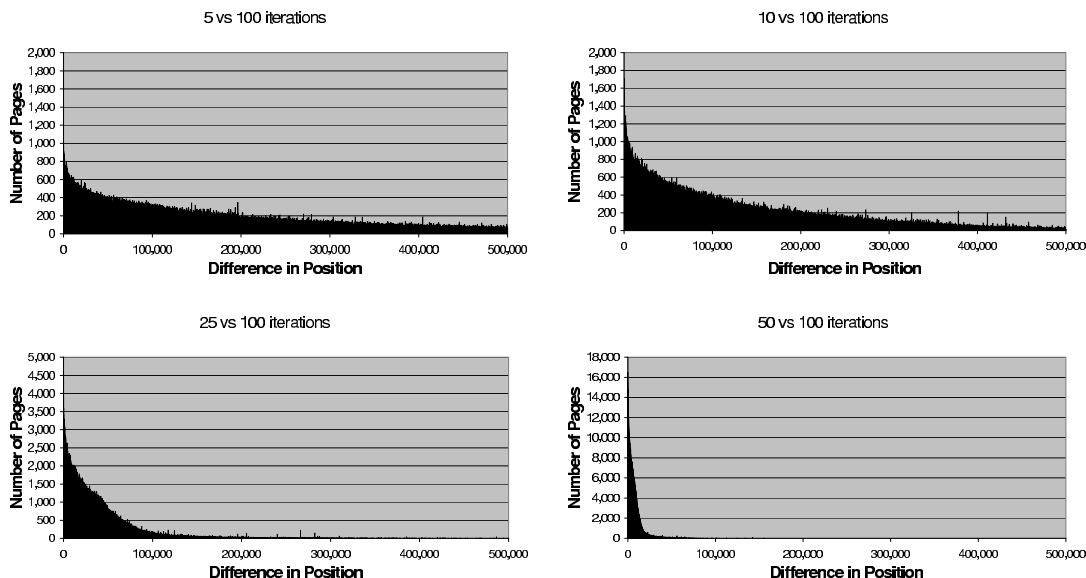 5 vs 100 iterations
2,000
1,800
1,600
1,400
1,200
1,000
800
600
400
200
0
Number of Pages
0 100,000 200,000 300,000 400,000 500,000
Difference in Position
10 vs 100 iterations
2,000
1,800
1,600
1,400
1,200
1,000
800
600
400
200
0
Number of Pages
0 100,000 200,000 300,000 400,000 500,000
Difference in Position
25 vs 100 iterations
5,000
4,500
4,000
3,500
3,000
2,500
2,000
1,500
1,000
500
0
Number of Pages
0 100,000 200,000 300,000 400,000 500,000
Difference in Position
50 vs 100 iterations
18,000
16,000
14,000
12,000
10,000
8,000
6,000
4,000
2,000
0
Number of Pages
0 100,000 200,000 300,000 400,000 500,000
Difference in Position